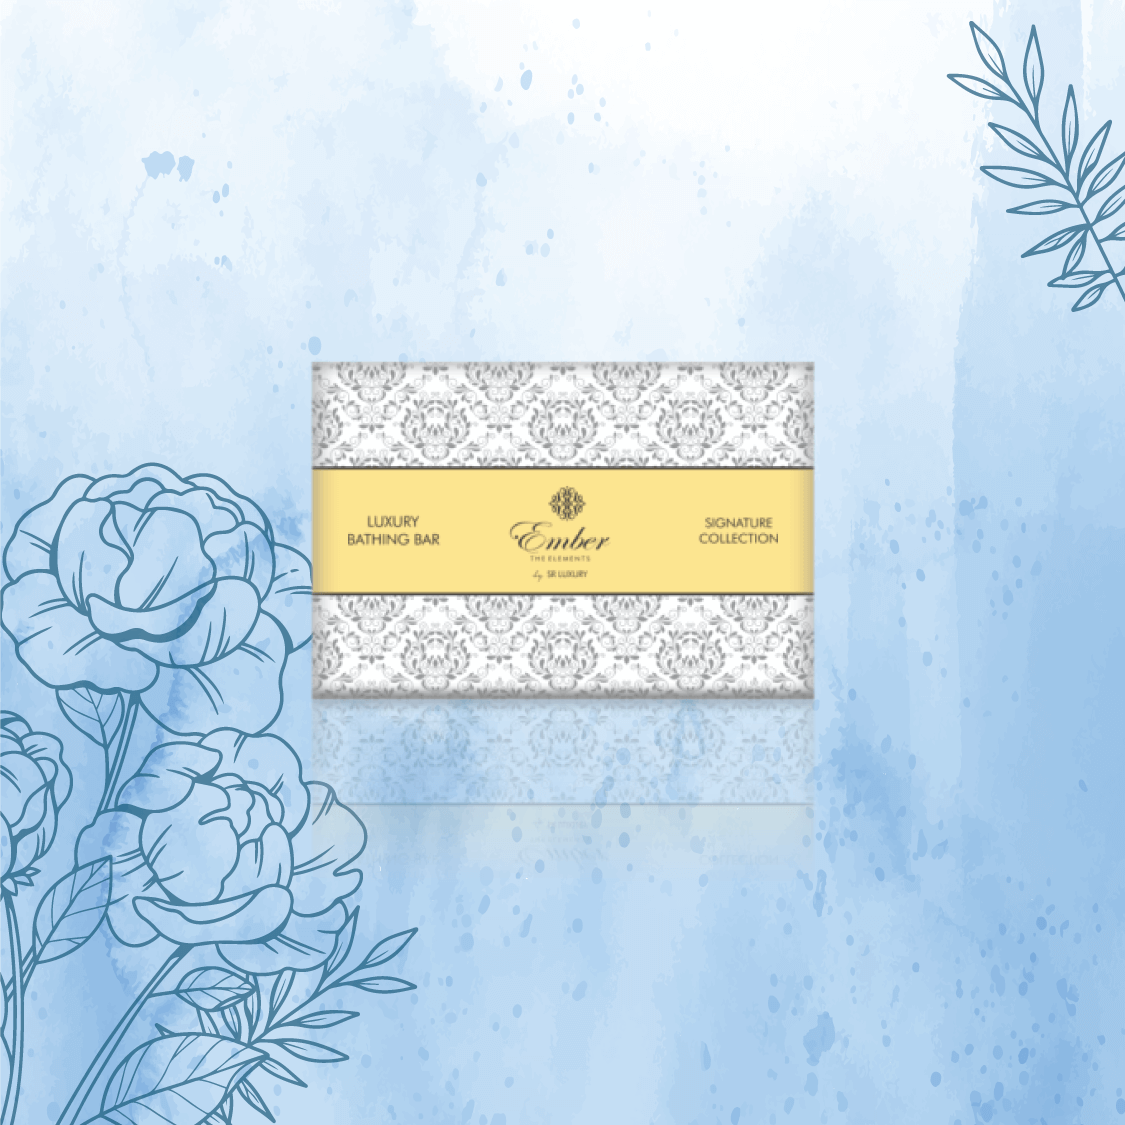 LUXURY
BATHING BAR
Ember
THE ELEMENTS
by SR LUXURY
SIGNATURE
COLLECTION